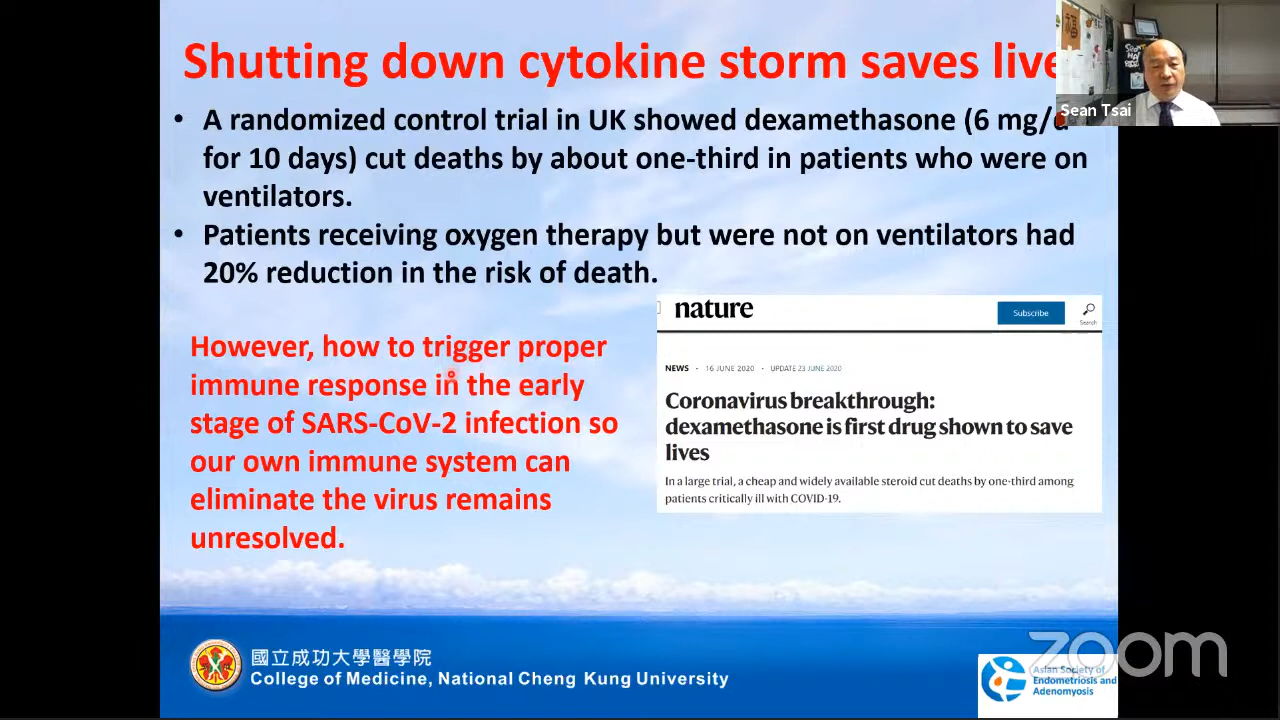 Shutting down cytokine storm saves live
Sean Tsai
• A randomized control trial in UK showed dexamethasone (6 mg/d
for 10 days) cut deaths by about one-third in patients who were on
ventilators.
• Patients receiving oxygen therapy but were not on ventilators had
20% reduction in the risk of death.
However, how to trigger proper
immune response in the early
stage of SARS-CoV-2 infection so
our own immune system can
eliminate the virus remains
unresolved.
nature
Subscribe
Search
NEWS · 16 JUNE 2020 · UPDATE 23 JUNE 2020
Coronavirus breakthrough:
dexamethasone is first drug shown to save
lives
In a large trial, a cheap and widely available steroid cut deaths by one-third among
patients critically ill with COVID-19.
國立成功大學醫學院
College of Medicine, National Cheng Kung University
zoom
Asian Society of
Endometriosis and
Adenomyosis